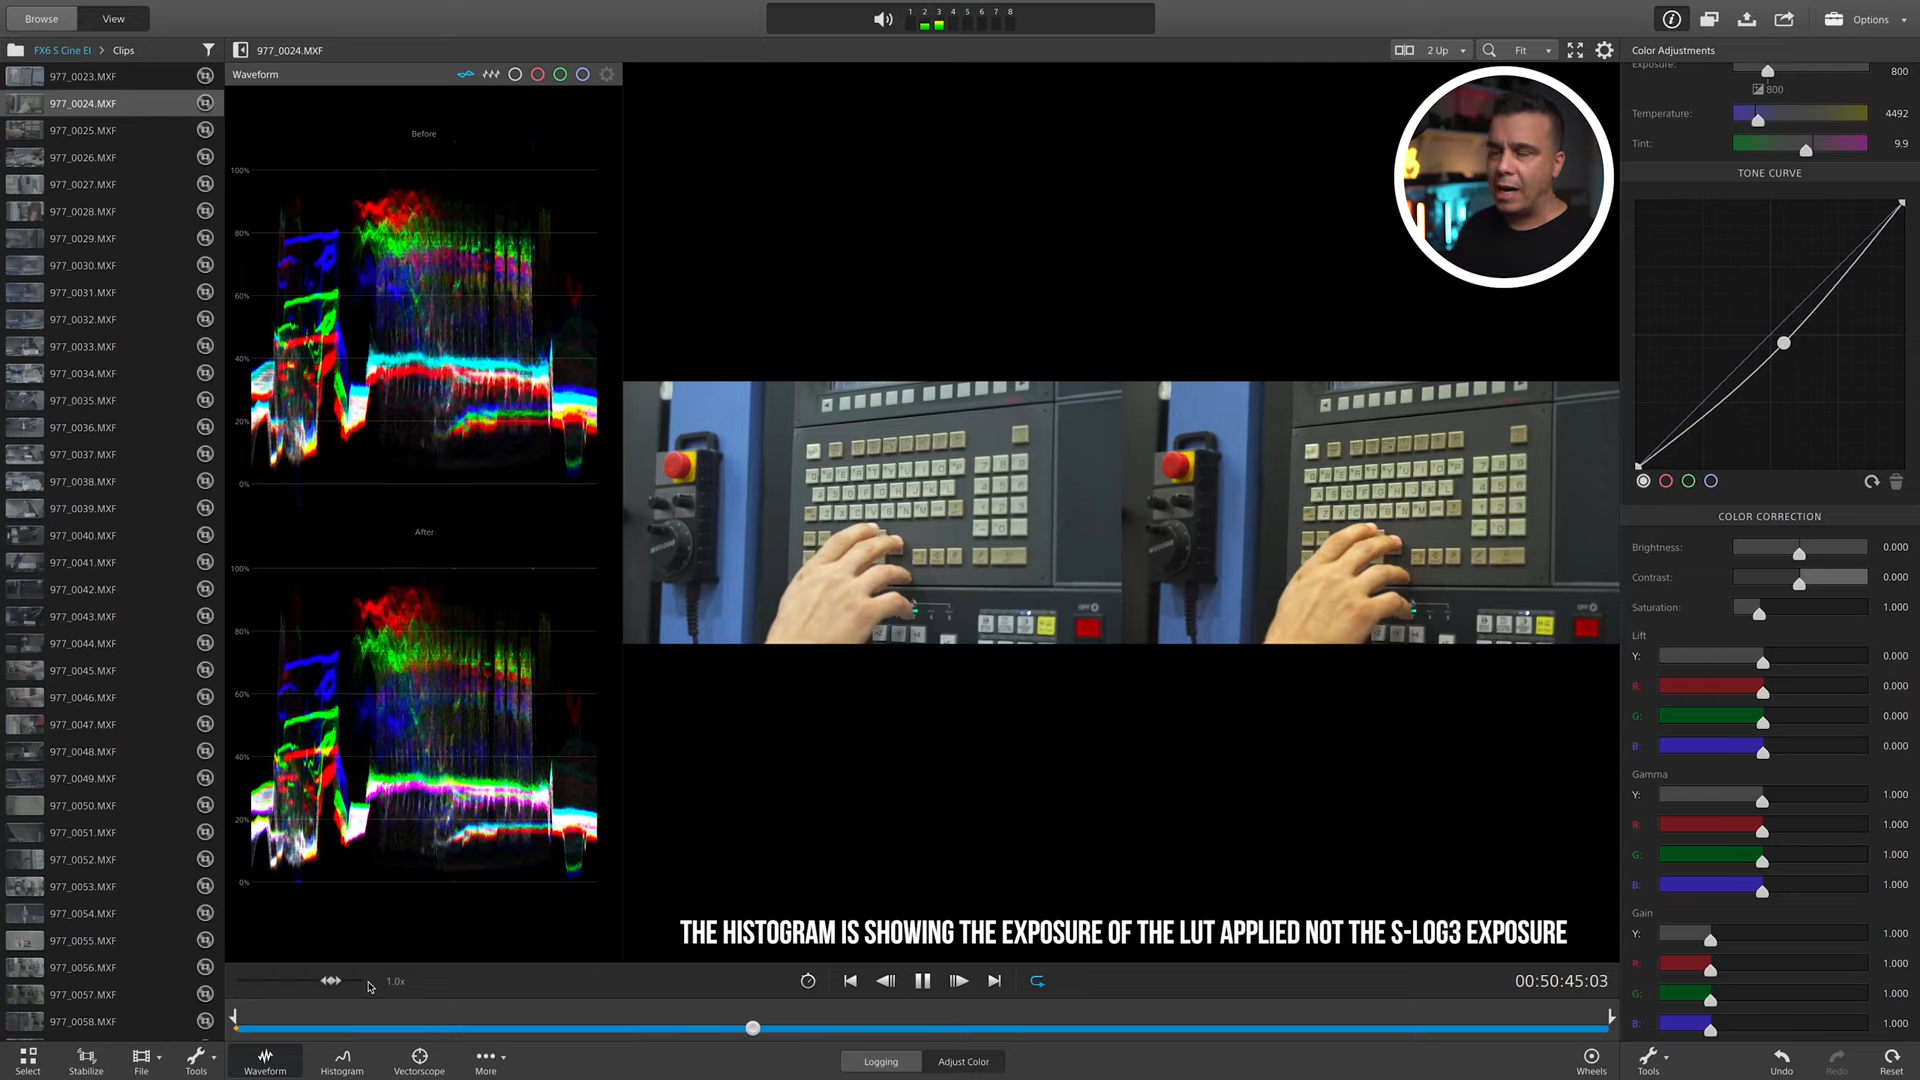 Browse View
1 2 3 4 5 6 7 8
Options
FX6 S Cine EI > Clips
977_0024.MXF
2 Up
Fit
Color Adjustments
977_0023.MXF
977_0024.MXF
977_0025.MXF
977_0026.MXF
977_0027.MXF
977_0028.MXF
977_0029.MXF
977_0030.MXF
977_0031.MXF
977_0032.MXF
977_0033.MXF
977_0034.MXF
977_0035.MXF
977_0036.MXF
977_0037.MXF
977_0038.MXF
977_0039.MXF
977_0040.MXF
977_0041.MXF
977_0042.MXF
977_0043.MXF
977_0044.MXF
977_0045.MXF
977_0046.MXF
977_0047.MXF
977_0048.MXF
977_0049.MXF
977_0050.MXF
977_0051.MXF
977_0052.MXF
977_0053.MXF
977_0054.MXF
977_0055.MXF
977_0056.MXF
977_0057.MXF
977_0058.MXF
Waveform
Before
100%
80%
60%
40%
20%
0%
After
100%
80%
60%
40%
20%
0%
OFF
OFF
THE HISTOGRAM IS SHOWING THE EXPOSURE OF THE LUT APPLIED NOT THE S-LOG3 EXPOSURE
1.0x
00:50:45:03
Exposure: 800
800
Temperature: 4492
Tint: 9.9
TONE CURVE
COLOR CORRECTION
Brightness: 0.000
Contrast: 0.000
Saturation: 1.000
Lift
Y: 0.000
R: 0.000
G: 0.000
B: 0.000
Gamma
Y: 1.000
R: 1.000
G: 1.000
B: 1.000
Gain
Y: 1.000
R: 1.000
G: 1.000
B: 1.000
Select Stabilize File Tools Waveform Histogram Vectorscope More
Logging Adjust Color
Wheels Tools Undo Redo Reset